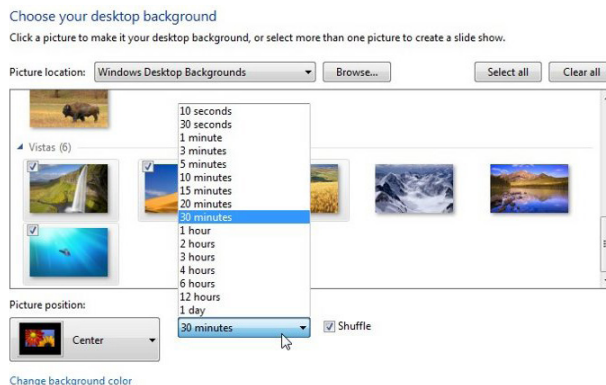 Choose your desktop background
Click a picture to make it your desktop background, or select more than one picture to create a slide show.
Picture location: Windows Desktop Backgrounds Browse... Select all Clear all
Vistas (6)
10 seconds
30 seconds
1 minute
3 minutes
5 minutes
10 minutes
15 minutes
20 minutes
30 minutes
1 hour
2 hours
3 hours
4 hours
6 hours
12 hours
1 day
Picture position:
Center 30 minutes Shuffle
Change background color